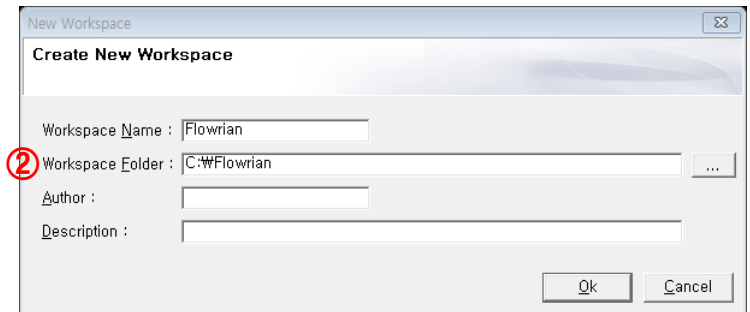 New Workspace
Create New Workspace
Workspace Name : Flowrian
② Workspace Folder : C:₩Flowrian ...
Author :
Description :
Ok Cancel